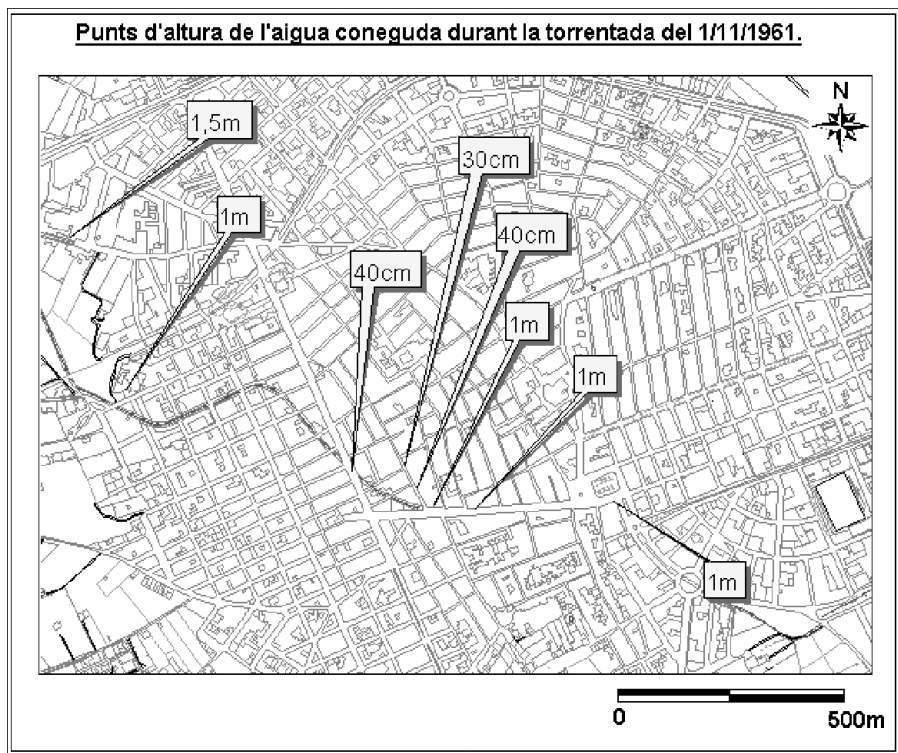 Punts d'altura de l'aigua coneguda durant la torrentada del 1/11/1961.
N
1,5m
30cm
1m
40cm
40cm
1m
1m
1m
0 500m